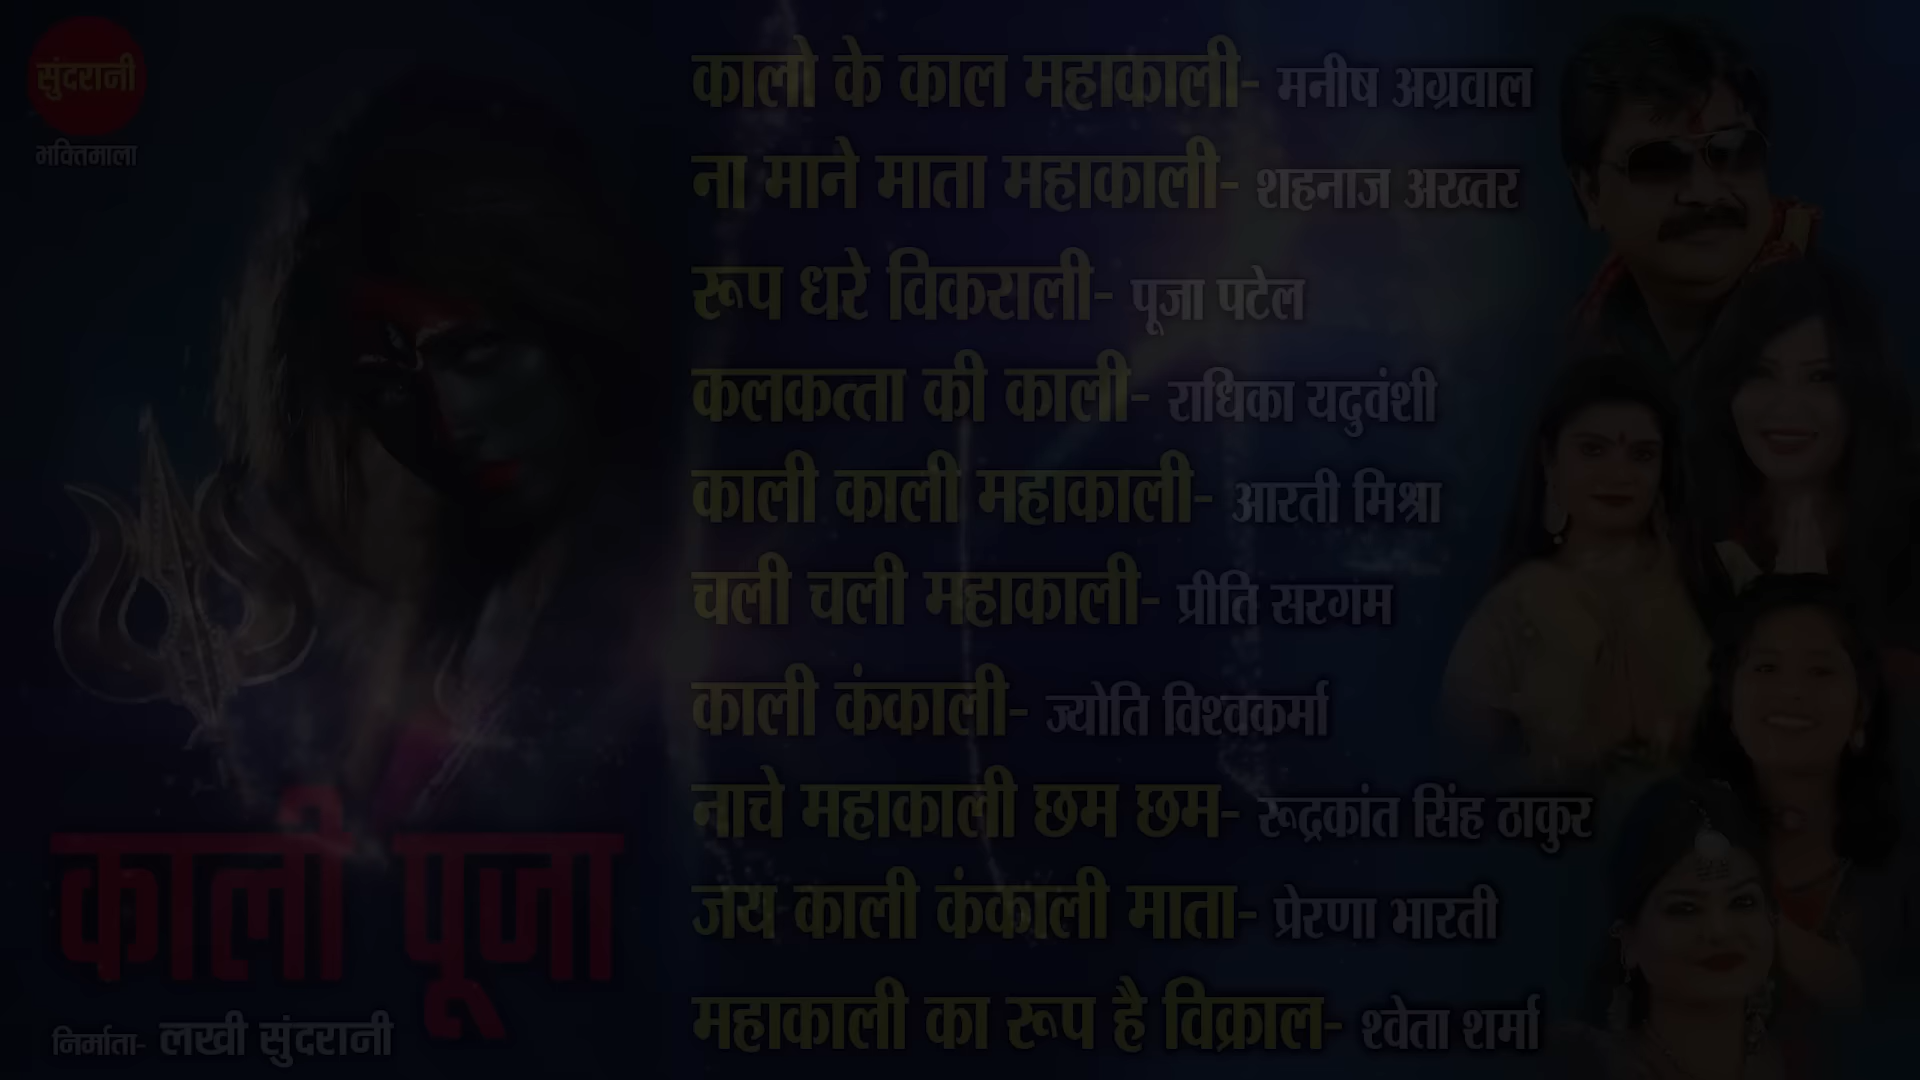 सुंदरानी
भक्तिमाला
कालो के काल महाकाली- मनीष अग्रवाल
ना माने माता महाकाली- शहनाज अख्तर
रूप धरे विकराली- पूजा पटेल
कलकत्ता की काली- राधिका यदुवंशी
काली काली महाकाली- आरती मिश्रा
चली चली महाकाली- प्रीति सरगम
काली कंकाली- ज्योति विश्वकर्मा
नाचे महाकाली छम छम- रूद्रकांत सिंह ठाकुर
जय काली कंकाली माता- प्रेरणा भारती
महाकाली का रूप है विक्राल- श्वेता शर्मा
काली पूजा
निर्माता- लखी सुंदरानी